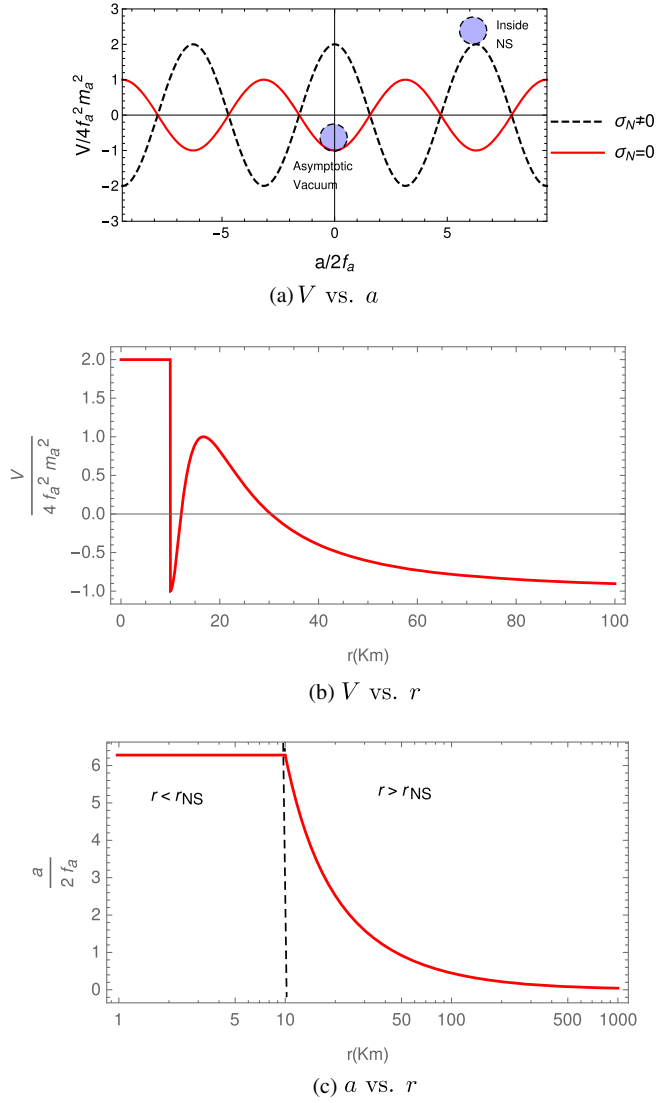 3
2
1
0
-1
-2
-3
V/4f_a^2 m_a^2
Inside
NS
Asymptotic
Vacuum
-5
0
5
a/2f_a
σ_N≠0
σ_N=0
(a) V vs. a
2.0
1.5
1.0
0.5
0.0
-0.5
-1.0
V
4 f_a^2 m_a^2
0
20
40
60
80
100
r(Km)
(b) V vs. r
6
5
4
3
2
1
0
a
2 f_a
r < r_NS
r > r_NS
1
5
10
50
100
500
1000
r(Km)
(c) a vs. r